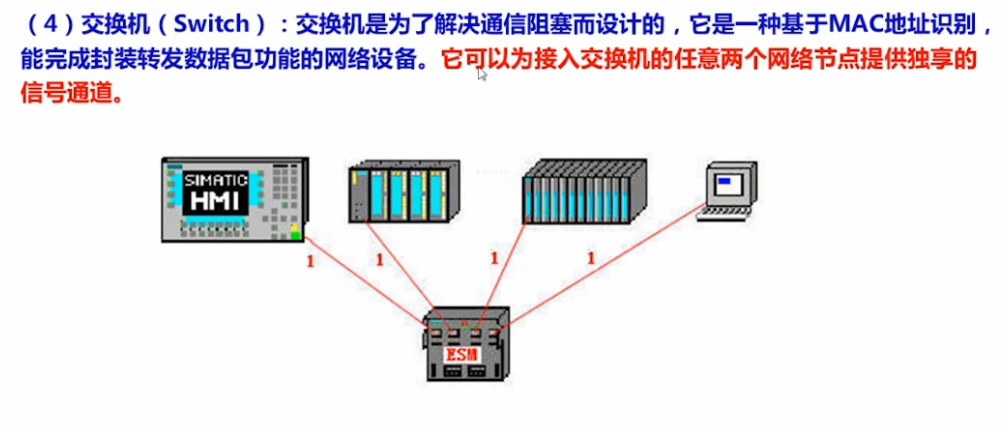 （4）交换机（Switch）：交换机是为了解决通信阻塞而设计的，它是一种基于MAC地址识别，
能完成封装转发数据包功能的网络设备。它可以为接入交换机的任意两个网络节点提供独享的
信号通道。
SIMATIC
HMI
1
1
1
1
ESM